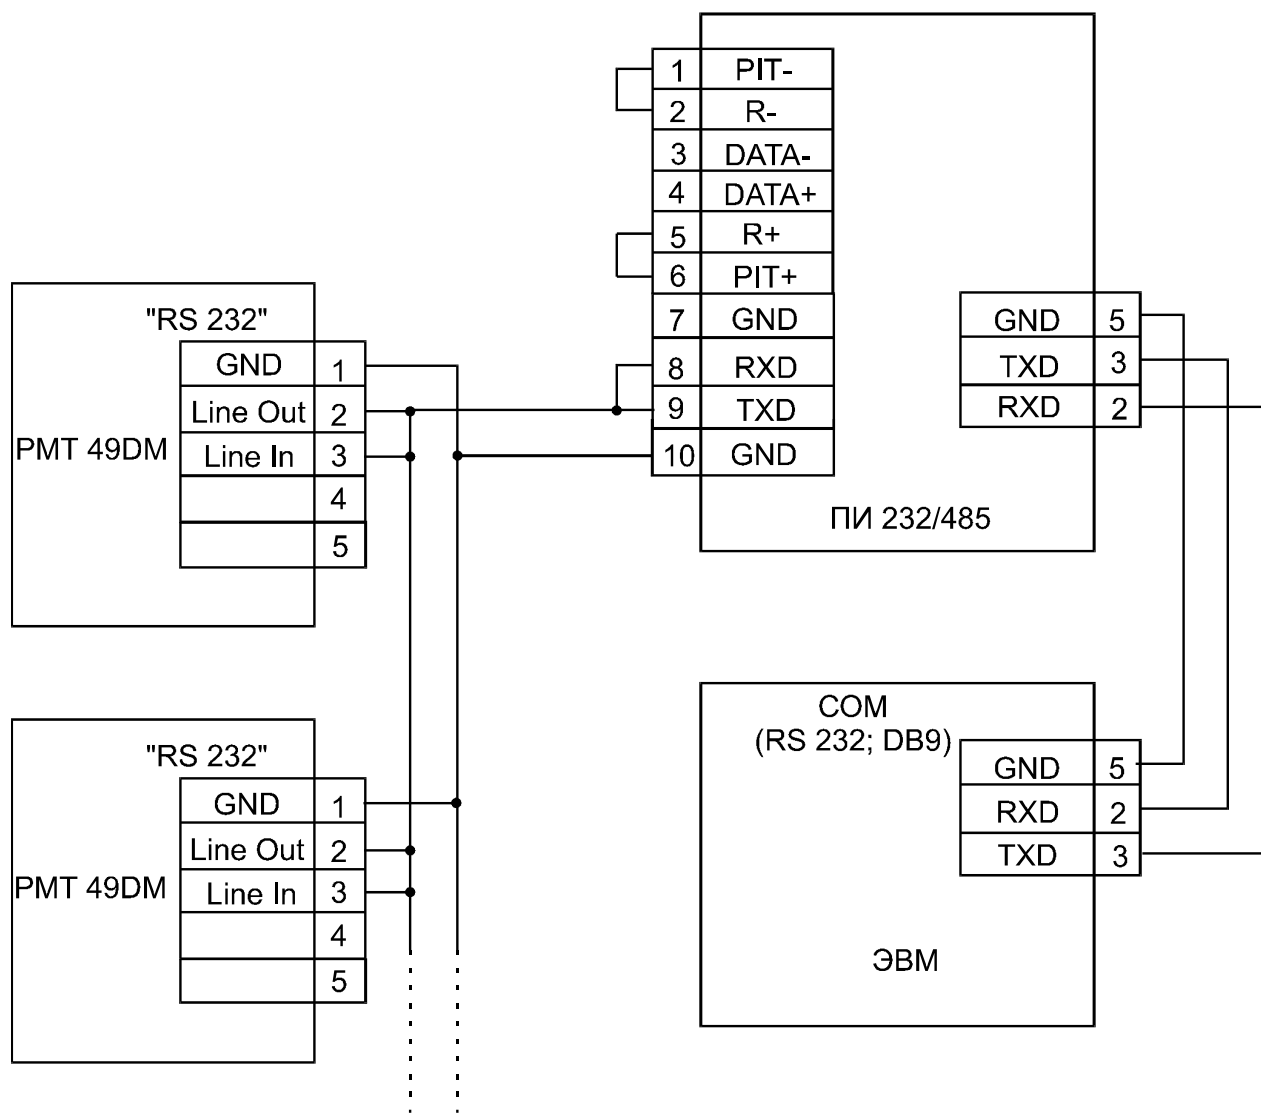 1 PIT-
2 R-
3 DATA-
4 DATA+
5 R+
6 PIT+
7 GND
8 RXD
9 TXD
10 GND
GND 5
TXD 3
RXD 2
ПИ 232/485
"RS 232"
GND 1
Line Out 2
Line In 3
4
5
РМТ 49DM
"RS 232"
GND 1
Line Out 2
Line In 3
4
5
РМТ 49DM
COM
(RS 232; DB9)
GND 5
RXD 2
TXD 3
ЭВМ